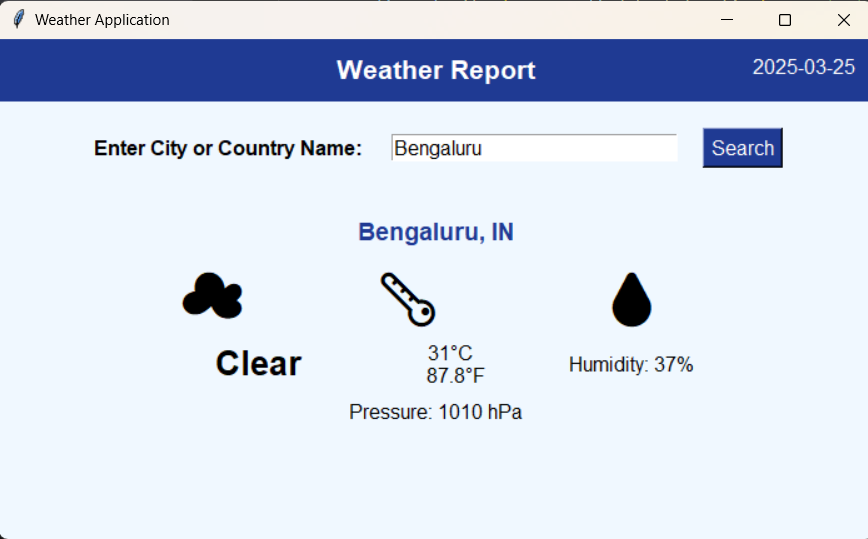 Weather Application
Weather Report
2025-03-25
Enter City or Country Name:
Bengaluru
Search
Bengaluru, IN
Clear
31°C
87.8°F
Humidity: 37%
Pressure: 1010 hPa